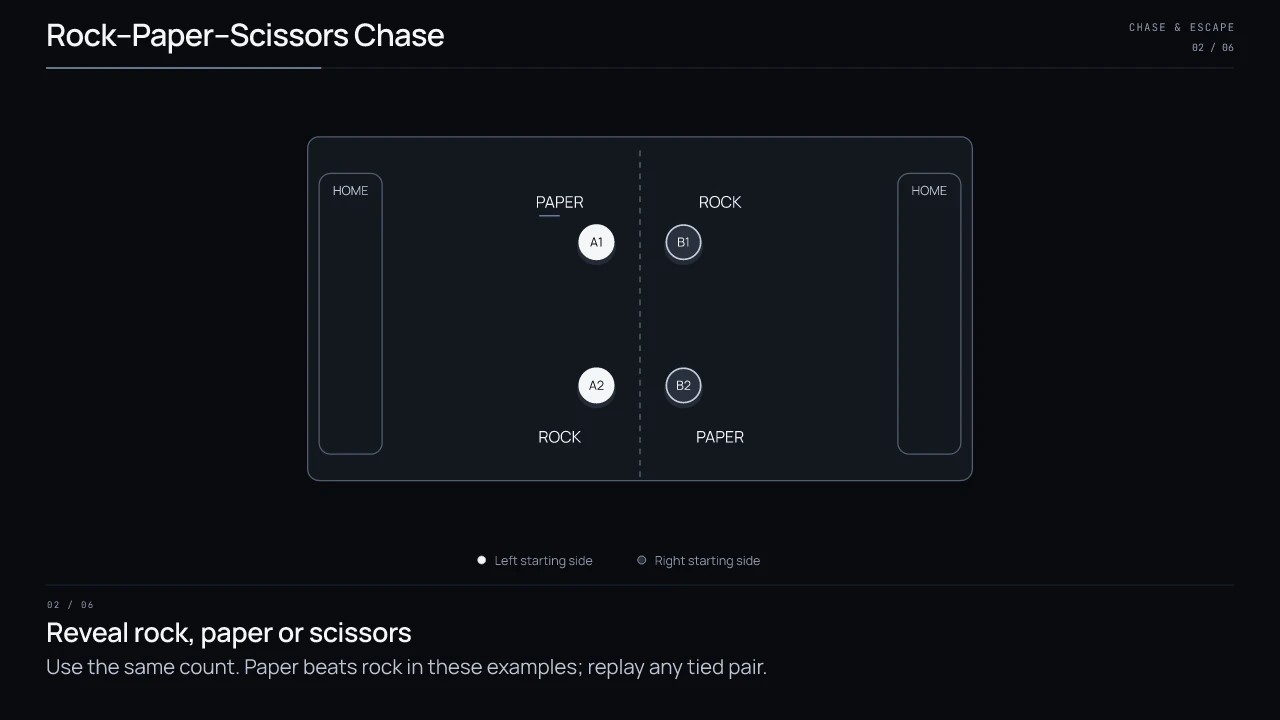 Rock–Paper–Scissors Chase
CHASE & ESCAPE
02 / 06
HOME
PAPER
ROCK
HOME
A1
B1
A2
B2
ROCK
PAPER
Left starting side
Right starting side
02 / 06
Reveal rock, paper or scissors
Use the same count. Paper beats rock in these examples; replay any tied pair.